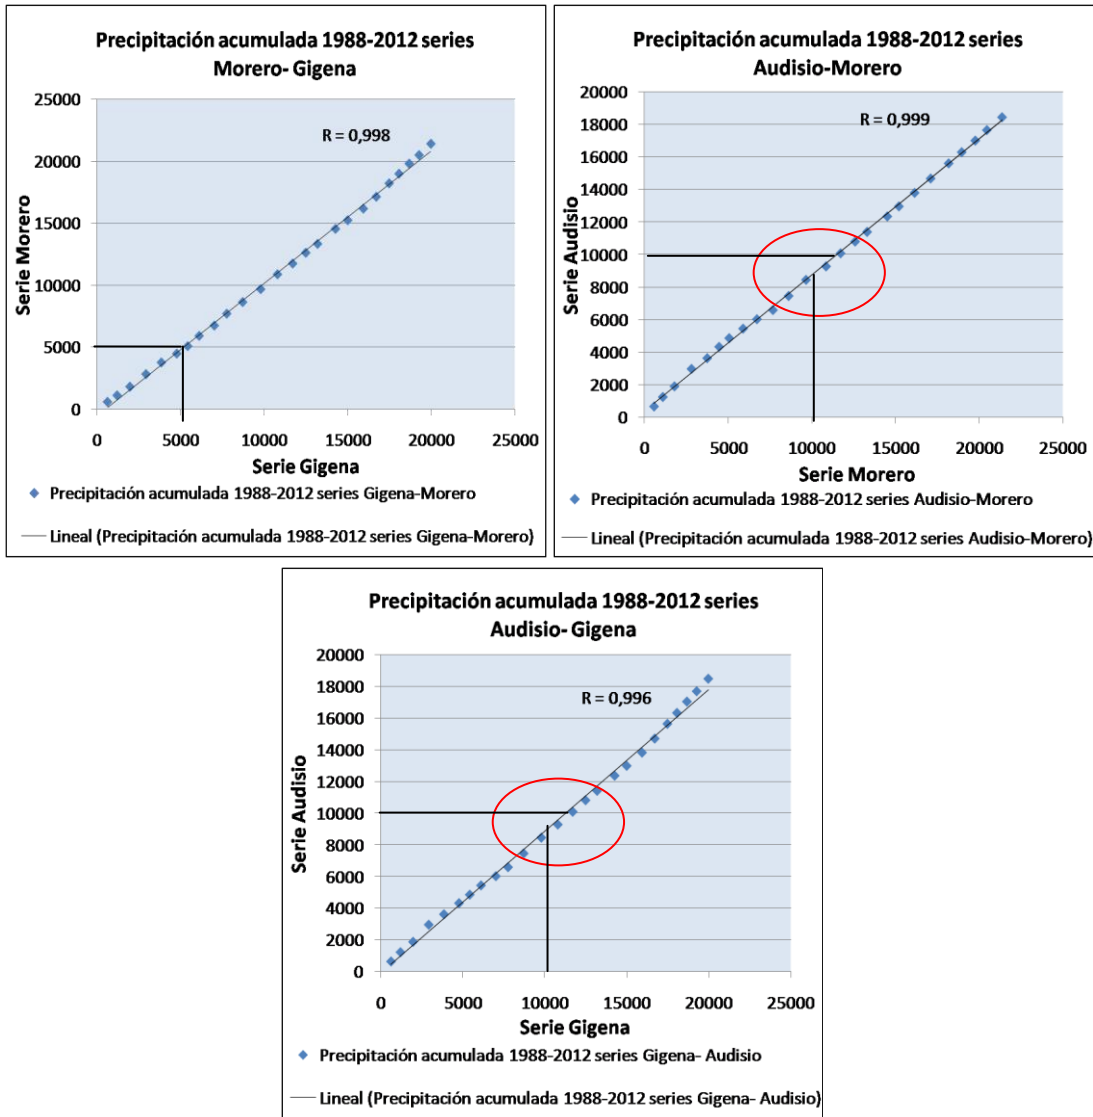 Precipitación acumulada 1988-2012 series
Morero- Gigena
25000
20000
15000
10000
5000
0
R = 0,998
Serie Morero
0 5000 10000 15000 20000 25000
Serie Gigena
Precipitación acumulada 1988-2012 series Gigena-Morero
Lineal (Precipitación acumulada 1988-2012 series Gigena-Morero)
Precipitación acumulada 1988-2012 series
Audisio-Morero
20000
18000
16000
14000
12000
10000
8000
6000
4000
2000
0
R = 0,999
Serie Audisio
0 5000 10000 15000 20000 25000
Serie Morero
Precipitación acumulada 1988-2012 series Audisio-Morero
Lineal (Precipitación acumulada 1988-2012 series Audisio-Morero)
Precipitación acumulada 1988-2012 series
Audisio- Gigena
20000
18000
16000
14000
12000
10000
8000
6000
4000
2000
0
R = 0,996
Serie Audisio
0 5000 10000 15000 20000 25000
Serie Gigena
Precipitación acumulada 1988-2012 series Gigena- Audisio
Lineal (Precipitación acumulada 1988-2012 series Gigena- Audisio)